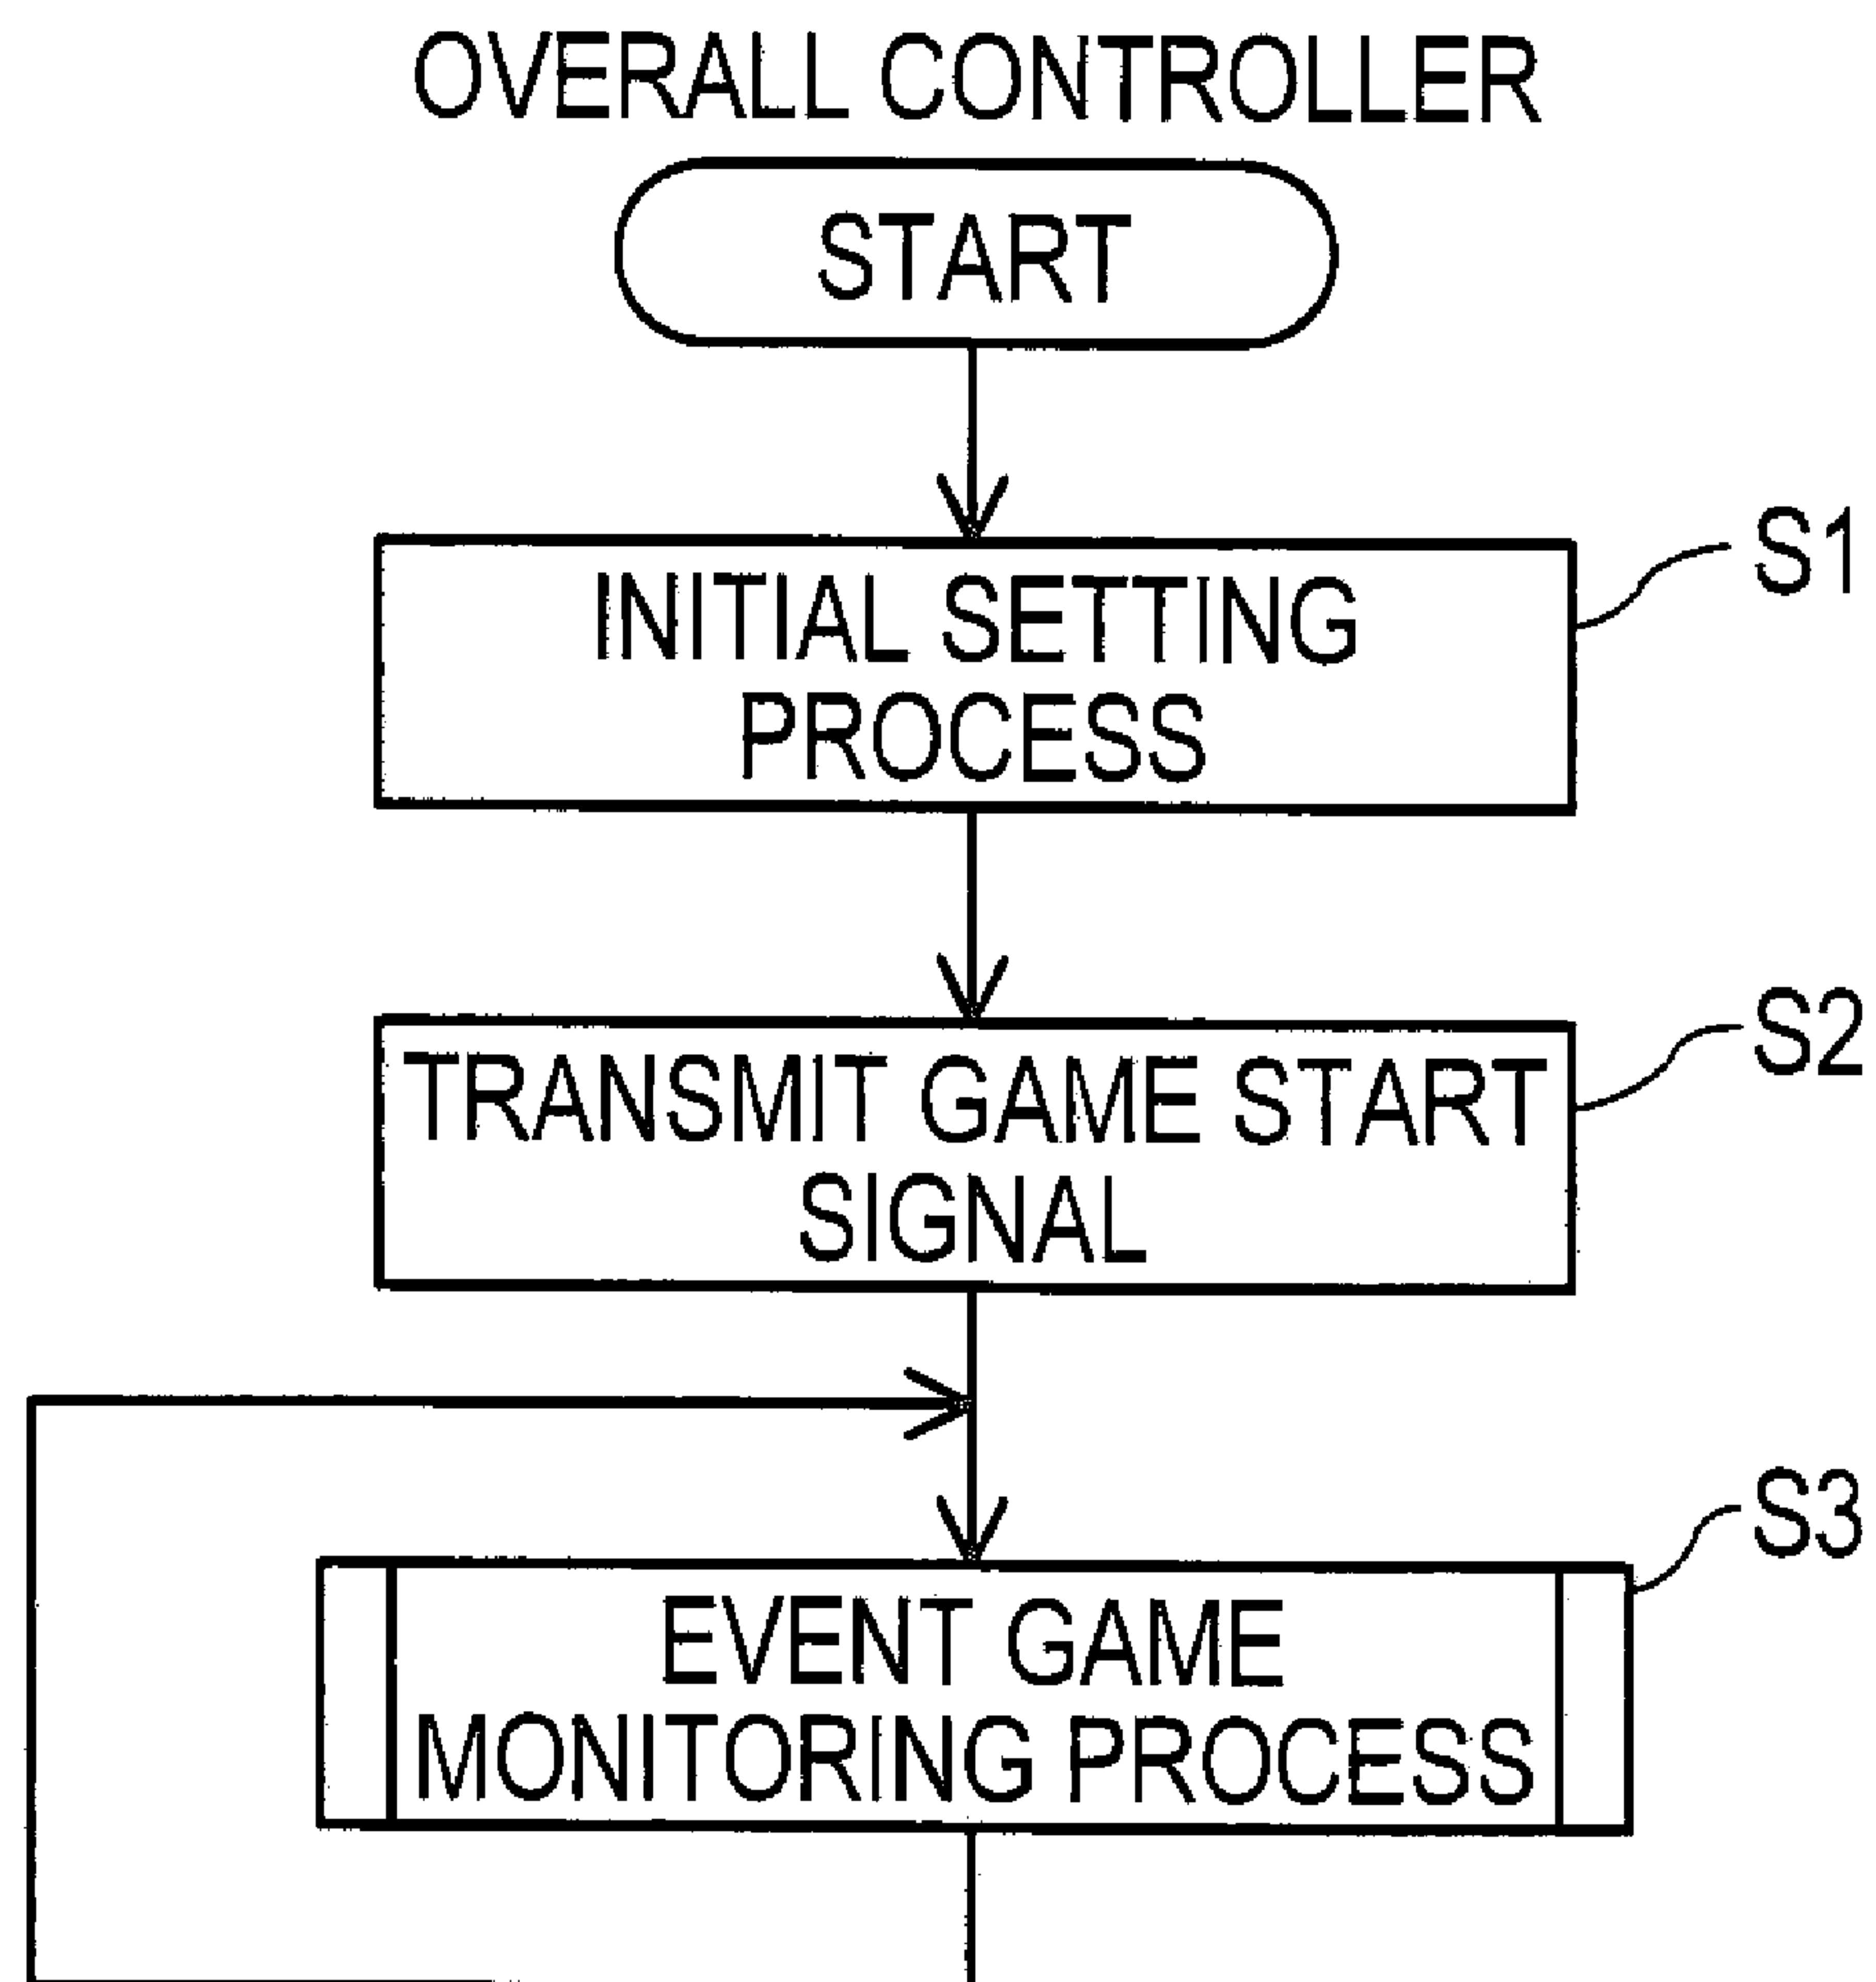 OVERALL CONTROLLER
START
S1
INITIAL SETTING
PROCESS
S2
TRANSMIT GAME START
SIGNAL
S3
EVENT GAME
MONITORING PROCESS